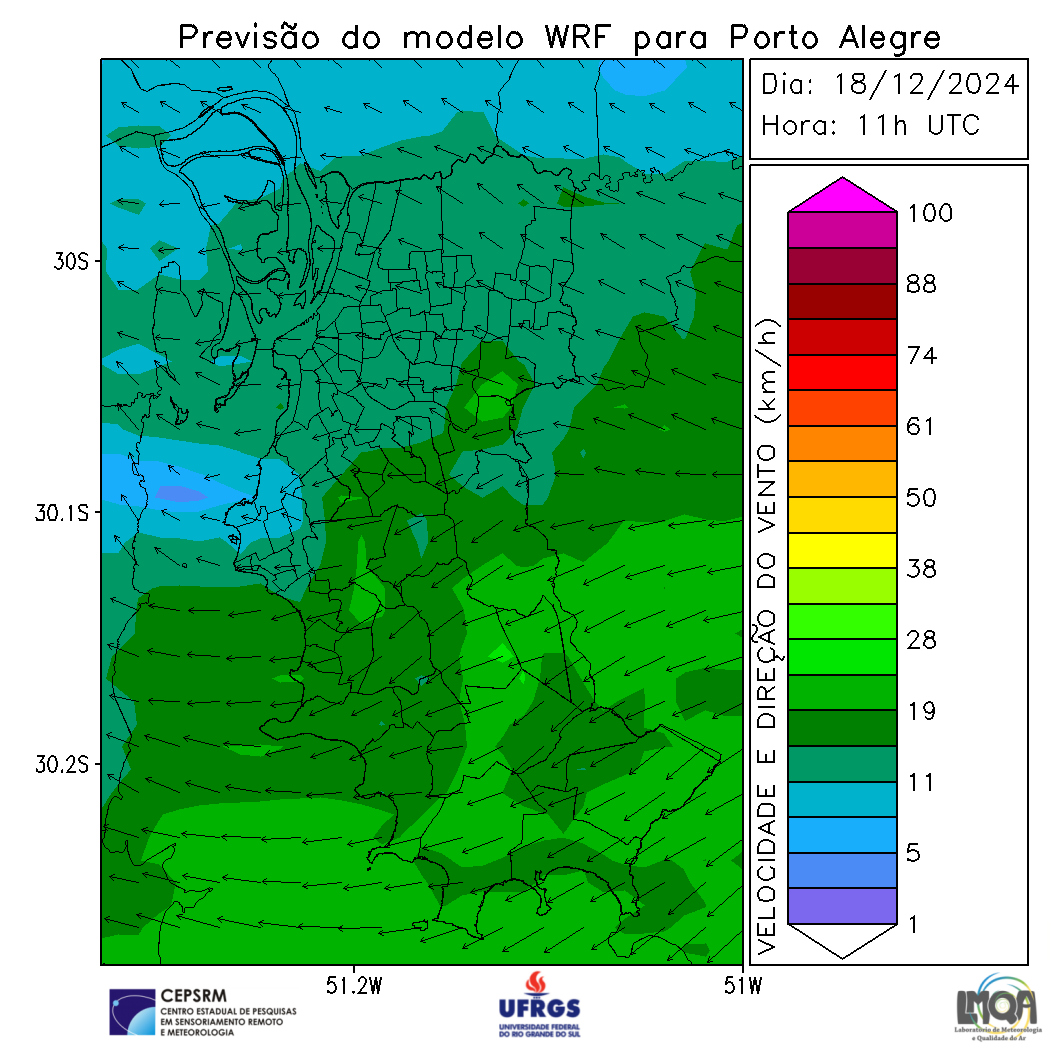 Previsão do modelo WRF para Porto Alegre
Dia: 18/12/2024
Hora: 11h UTC
100
88
74
61
50
38
28
19
11
5
1
VELOCIDADE E DIREÇÃO DO VENTO (km/h)
30S
30.1S
30.2S
51.2W
51W
CEPSRM
CENTRO ESTADUAL DE PESQUISAS
EM SENSORIAMENTO REMOTO
E METEOROLOGIA
UFRGS
UNIVERSIDADE FEDERAL
DO RIO GRANDE DO SUL
LMQA
Laboratório de Meteorologia
e Qualidade do Ar